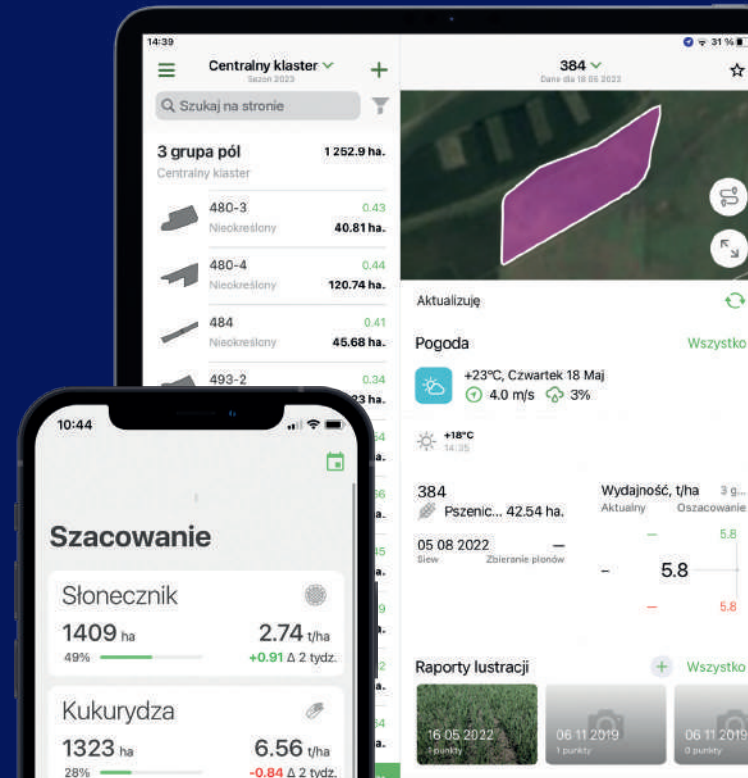 14:39
Centralny klaster
Sezon 2023
Szukaj na stronie
3 grupa pól 1 252.9 ha.
Centralny klaster
480-3 0.43
Nieokreślony 40.81 ha.
480-4 0.44
Nieokreślony 120.74 ha.
484 0.41
Nieokreślony 45.68 ha.
493-2 0.34
23 ha.
31 %
384
Dane dla 18 05 2023
Aktualizuję
Pogoda Wszystko
+23°C, Czwartek 18 Maj
4.0 m/s 3%
+18°C
14:35
384
Pszenic... 42.54 ha.
05 08 2022 —
Siew Zbieranie plonów
Wydajność, t/ha 3 g...
Aktualny Oszacowanie
— 5.8
– 5.8
— 5.8
Raporty lustracji + Wszystko
16 05 2022
1 punkty
06 11 2019
1 punkty
06 11 2019
0 punkty
10:44
Szacowanie
Słonecznik
1409 ha 2.74 t/ha
49% +0.91 Δ 2 tydz.
Kukurydza
1323 ha 6.56 t/ha
28% -0.84 Δ 2 tydz.